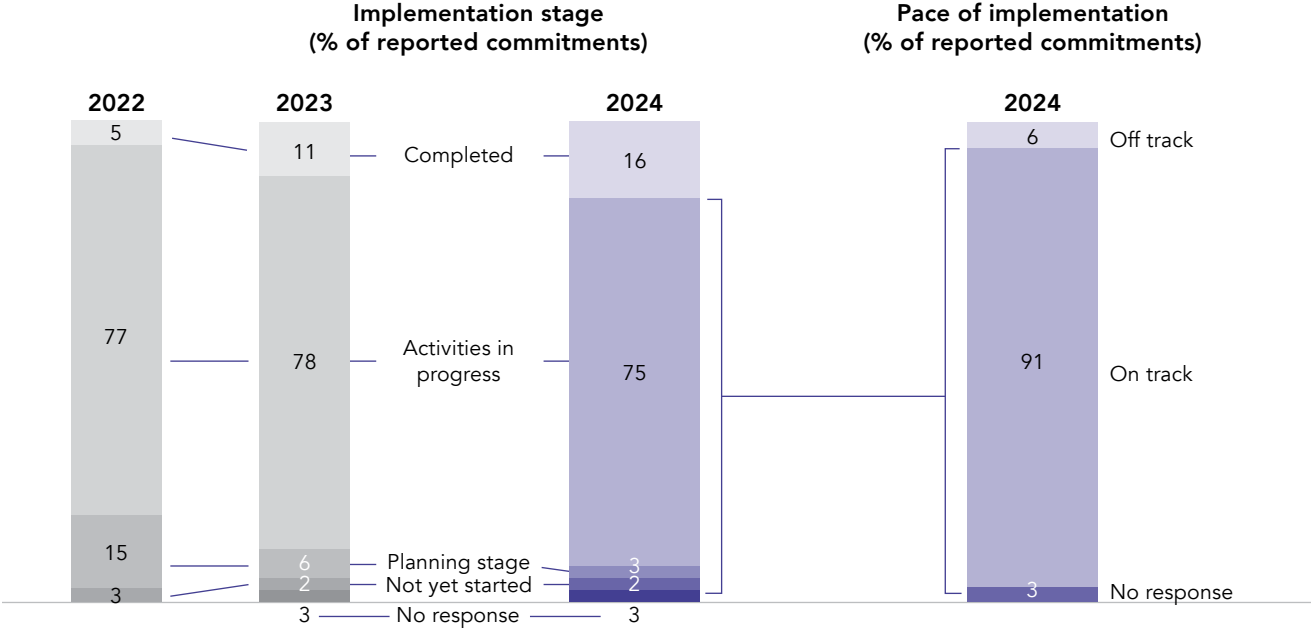 Implementation stage
(% of reported commitments)
Pace of implementation
(% of reported commitments)
2022
2023
2024
2024
5
11
Completed
16
6
Off track
77
78
Activities in
progress
75
91
On track
15
6
Planning stage
3
3
2
Not yet started
2
3
No response
3
No response
3